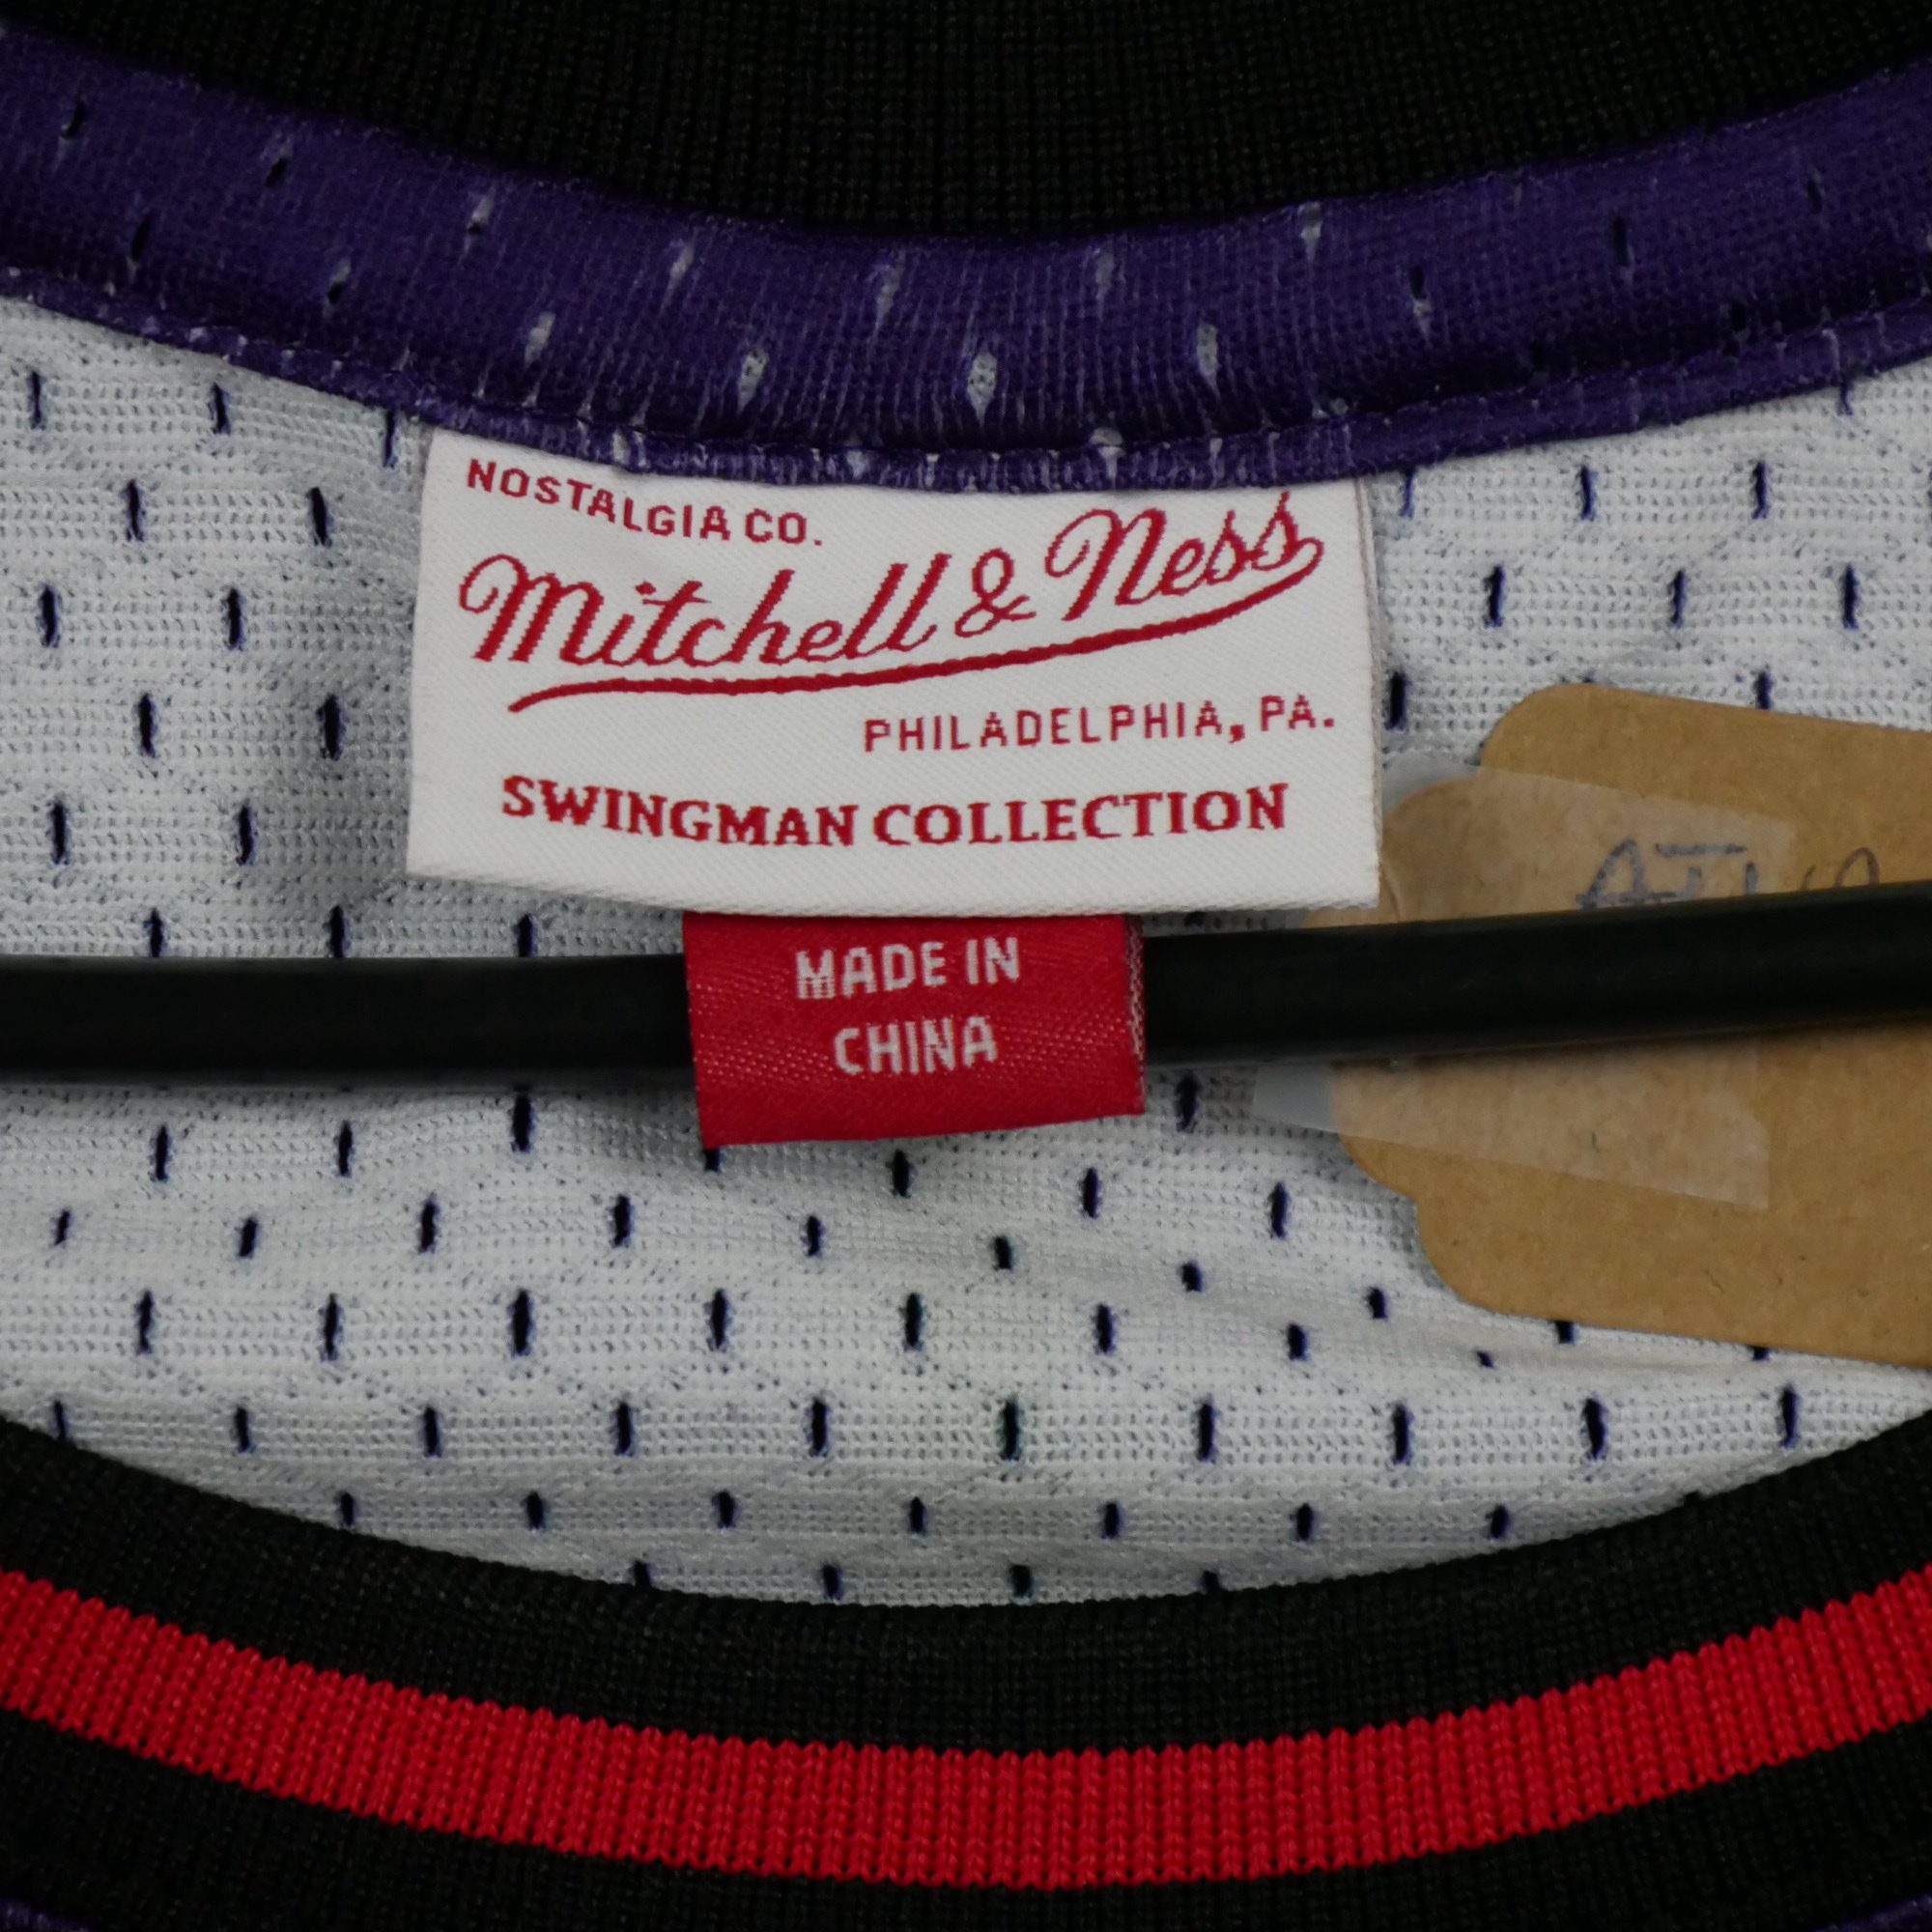 NOSTALGIA CO.
Mitchell & Ness
PHILADELPHIA, PA.
SWINGMAN COLLECTION
MADE IN
CHINA